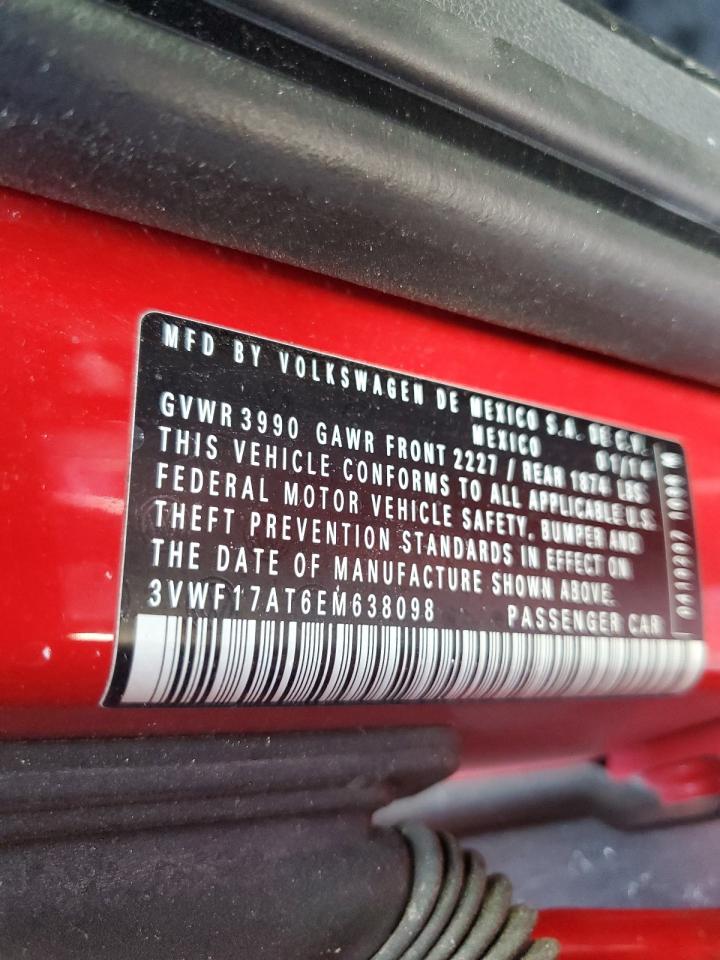 MFD BY VOLKSWAGEN DE MEXICO S.A. DE C.V.
MEXICO 01/14
GVWR 3990 GAWR FRONT 2227 / REAR 1874 LBS
THIS VEHICLE CONFORMS TO ALL APPLICABLE U.S.
FEDERAL MOTOR VEHICLE SAFETY, BUMPER AND
THEFT PREVENTION STANDARDS IN EFFECT ON
THE DATE OF MANUFACTURE SHOWN ABOVE.
3VWF17AT6EM638098 PASSENGER CAR